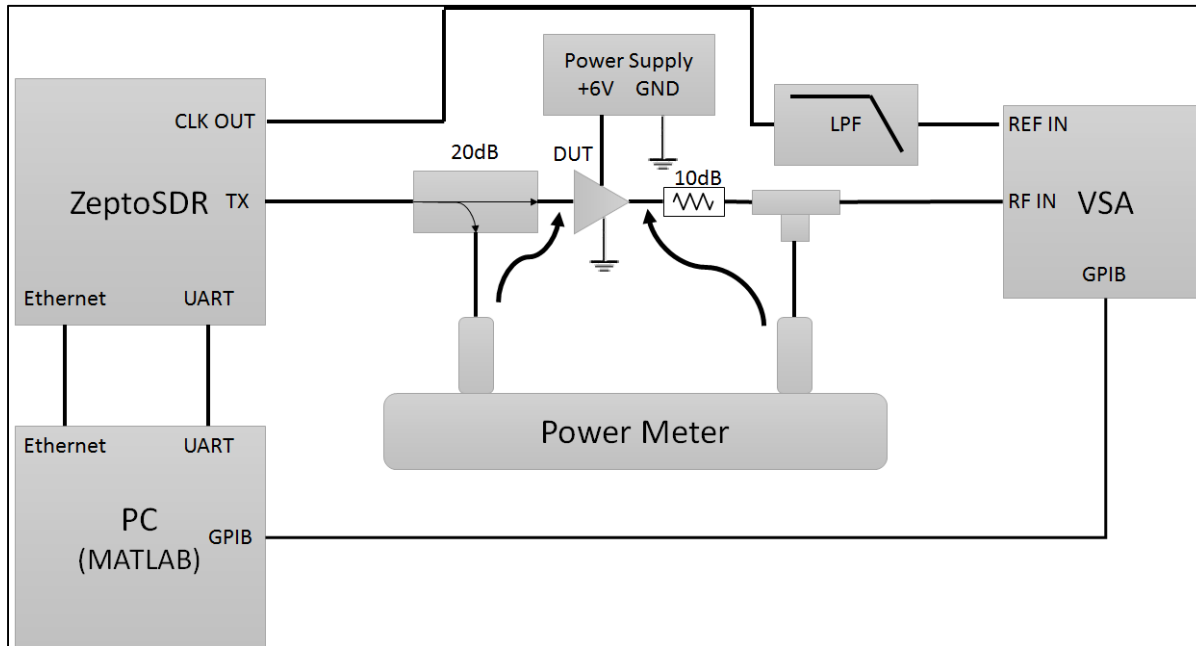 Power Supply
+6V GND
CLK OUT
LPF
REF IN
20dB
DUT
10dB
ZeptoSDR
TX
RF IN
VSA
GPIB
Ethernet
UART
Power Meter
Ethernet
UART
PC
(MATLAB)
GPIB